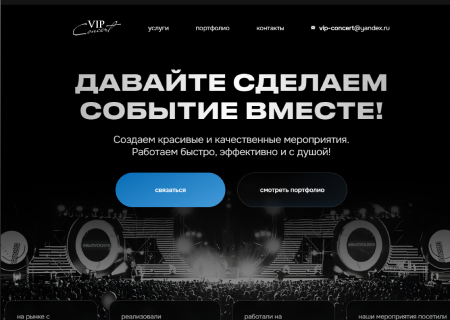 VIP
Concert
услуги
портфолио
контакты
vip-concert@yandex.ru
ДАВАЙТЕ СДЕЛАЕМ
СОБЫТИЕ ВМЕСТЕ!
Создаем красивые и качественные мероприятия.
Работаем быстро, эффективно и с душой!
связаться
смотреть портфолио
на рынке с
реализовали
работали на
наши мероприятия посетили